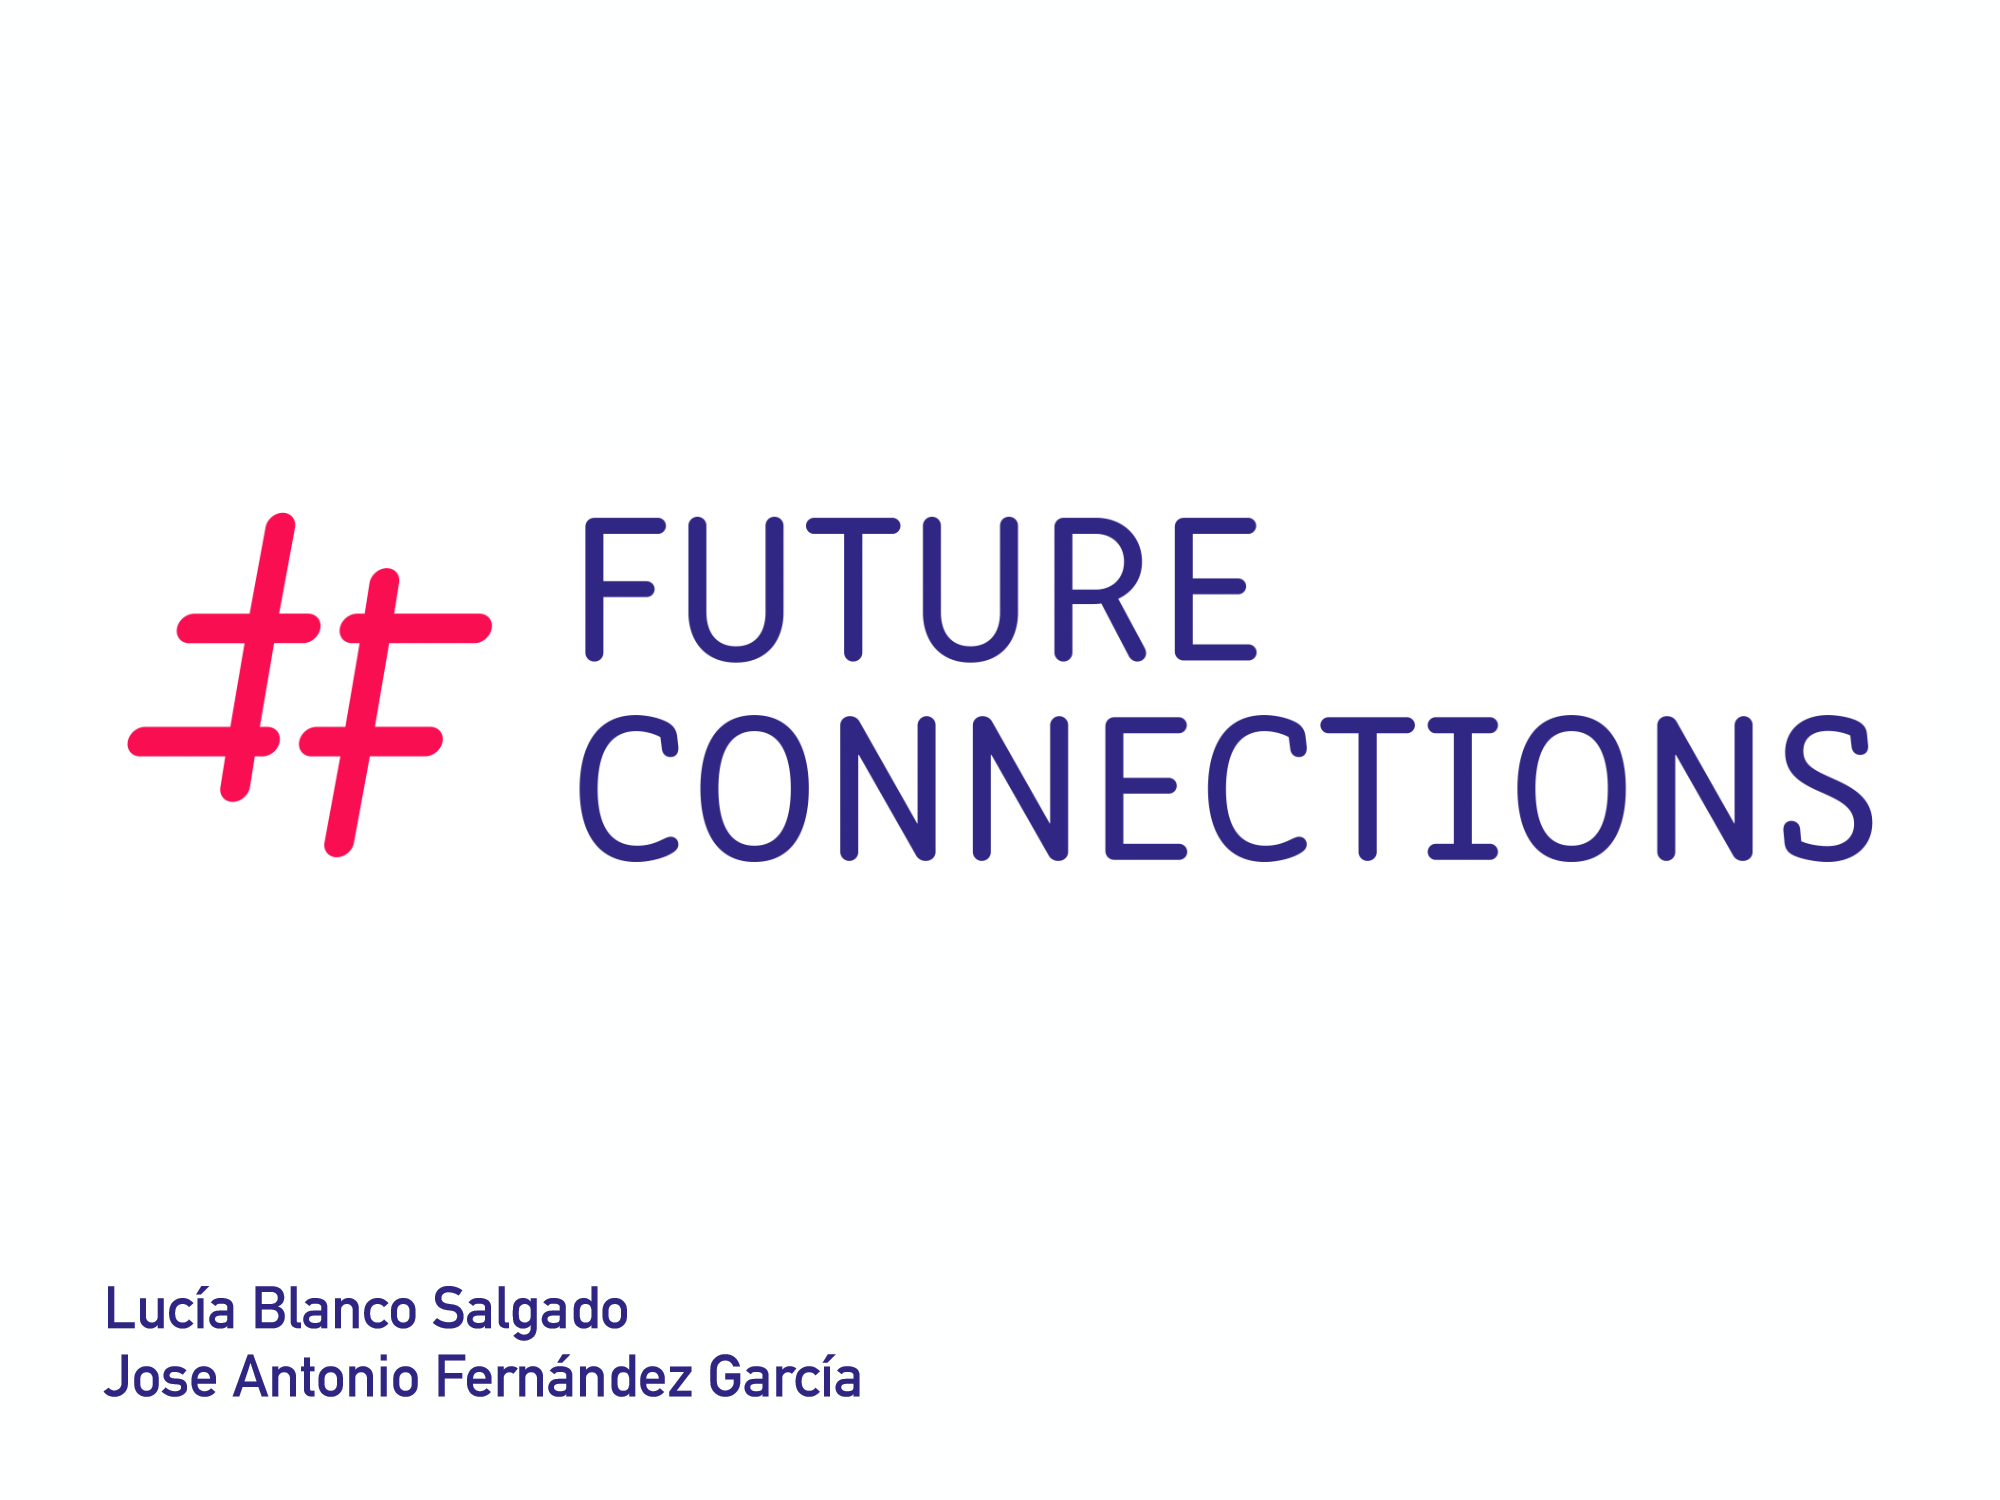 # FUTURE
CONNECTIONS
Lucía Blanco Salgado
Jose Antonio Fernández García